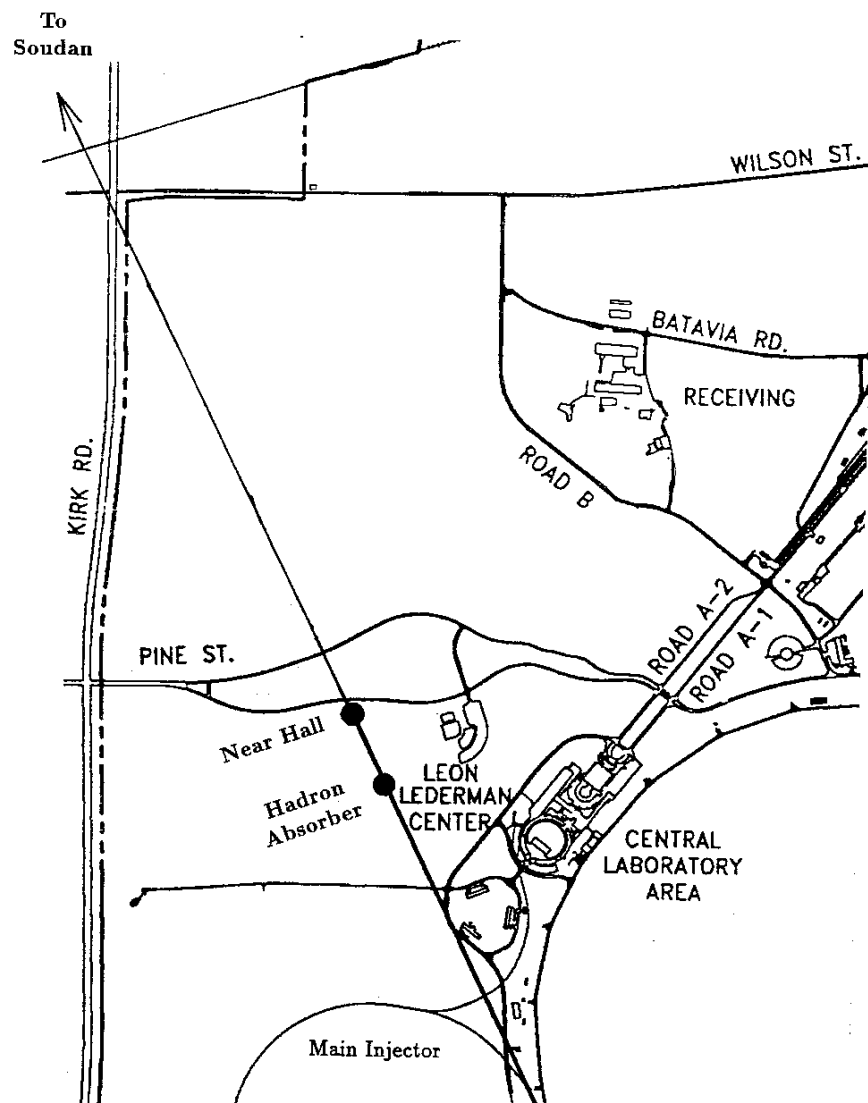 To
Soudan
WILSON ST.
BATAVIA RD.
RECEIVING
KIRK RD.
ROAD B
ROAD A-2
ROAD A-1
PINE ST.
Near Hall
Hadron
Absorber
LEON
LEDERMAN
CENTER
CENTRAL
LABORATORY
AREA
Main Injector